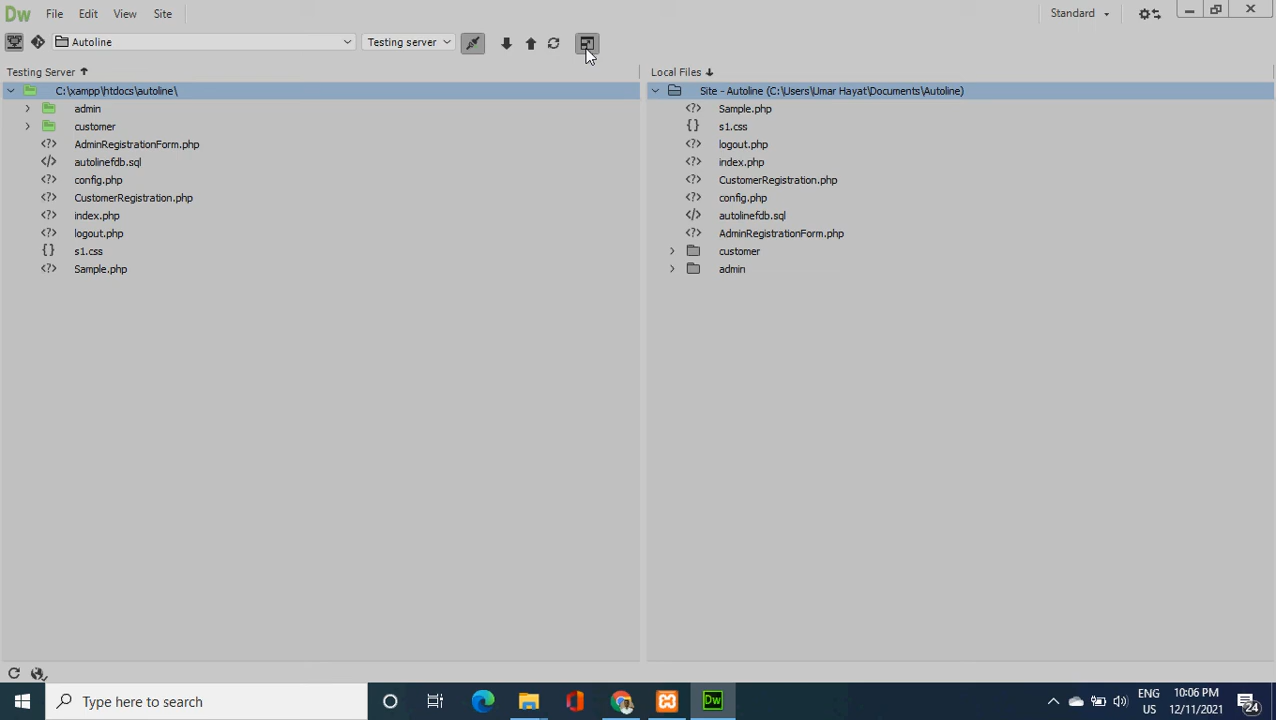 Dw File Edit View Site Standard
Autoline Testing server
Testing Server
C:\xampp\htdocs\autoline\
admin
customer
<?> AdminRegistrationForm.php
</> autolinefdb.sql
<?> config.php
<?> CustomerRegistration.php
<?> index.php
<?> logout.php
{} s1.css
<?> Sample.php
Local Files
Site - Autoline (C:\Users\Umar Hayat\Documents\Autoline)
<?> Sample.php
{} s1.css
<?> logout.php
<?> index.php
<?> CustomerRegistration.php
<?> config.php
</> autolinefdb.sql
<?> AdminRegistrationForm.php
customer
admin
Type here to search
Dw
ENG
US
10:06 PM
12/11/2021
24